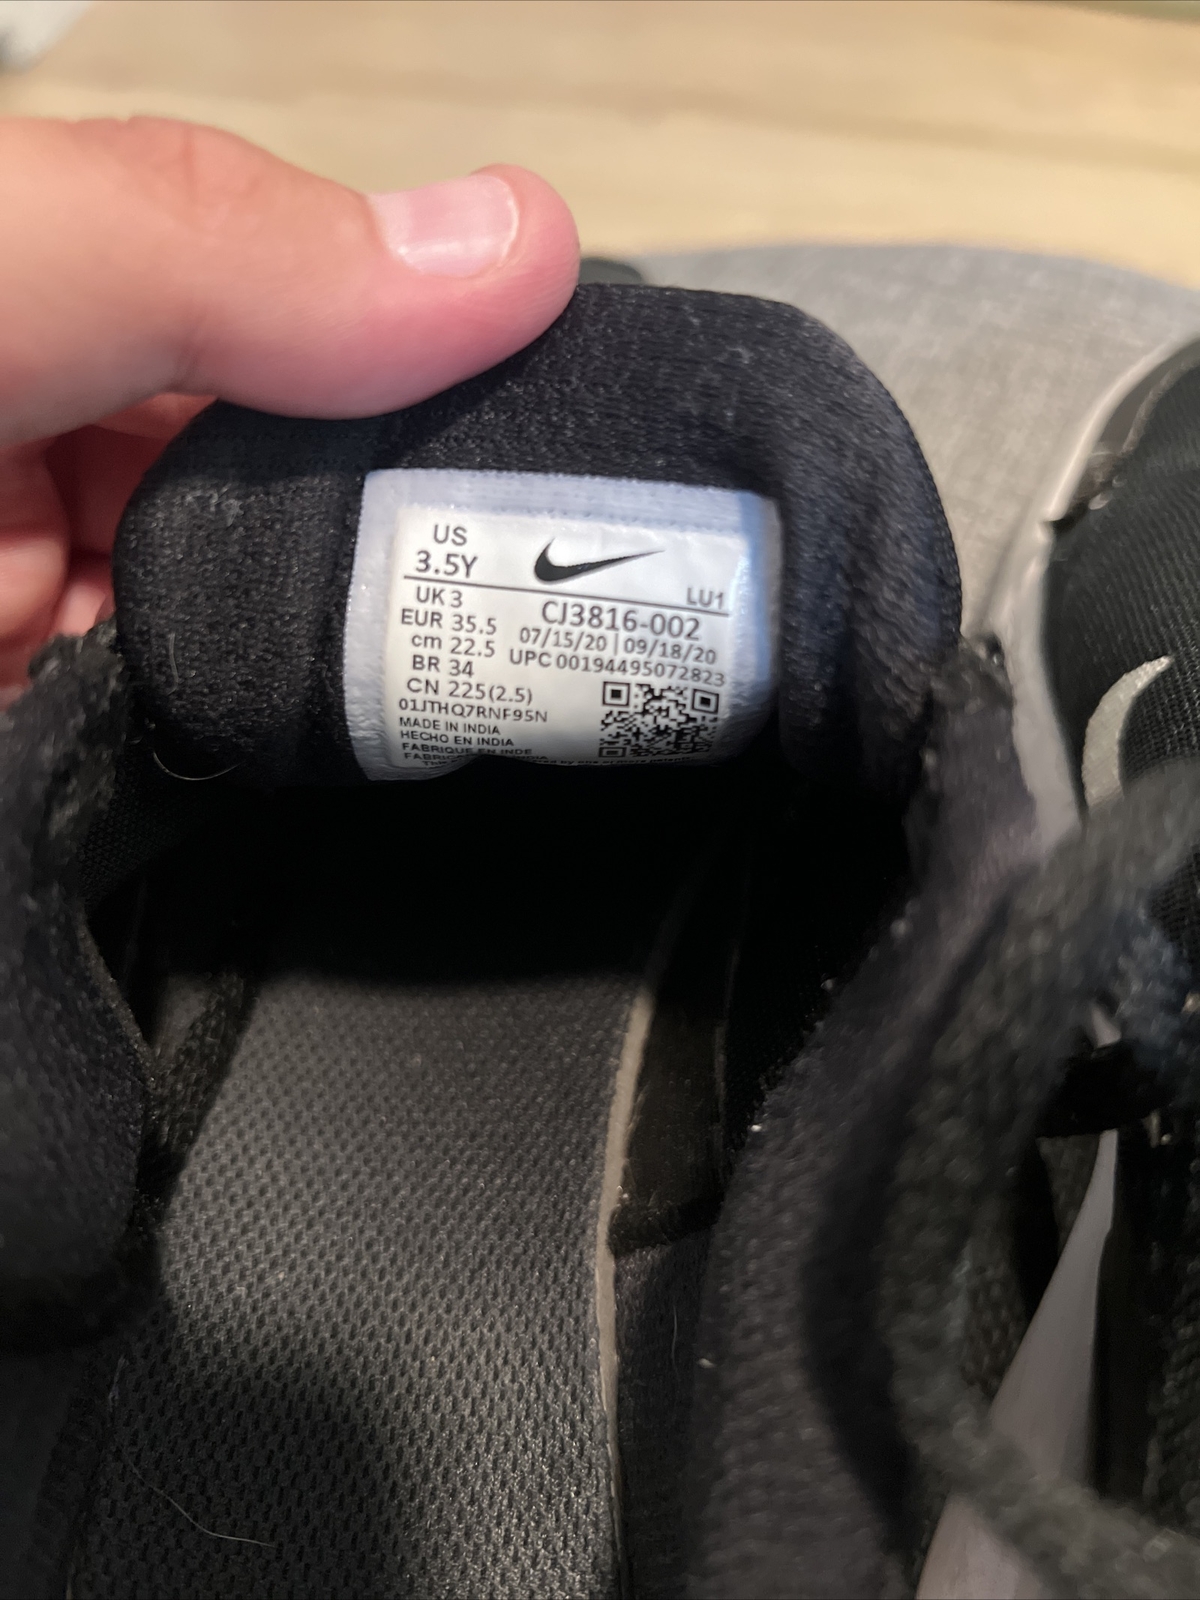 US
3.5Y
LU1
UK 3
EUR 35.5
cm 22.5
BR 34
CN 225(2.5)
CJ3816-002
07/15/20 | 09/18/20
UPC 00194495072823
01JTHQ7RNF95N
MADE IN INDIA
HECHO EN INDIA
FABRIQUE EN INDE